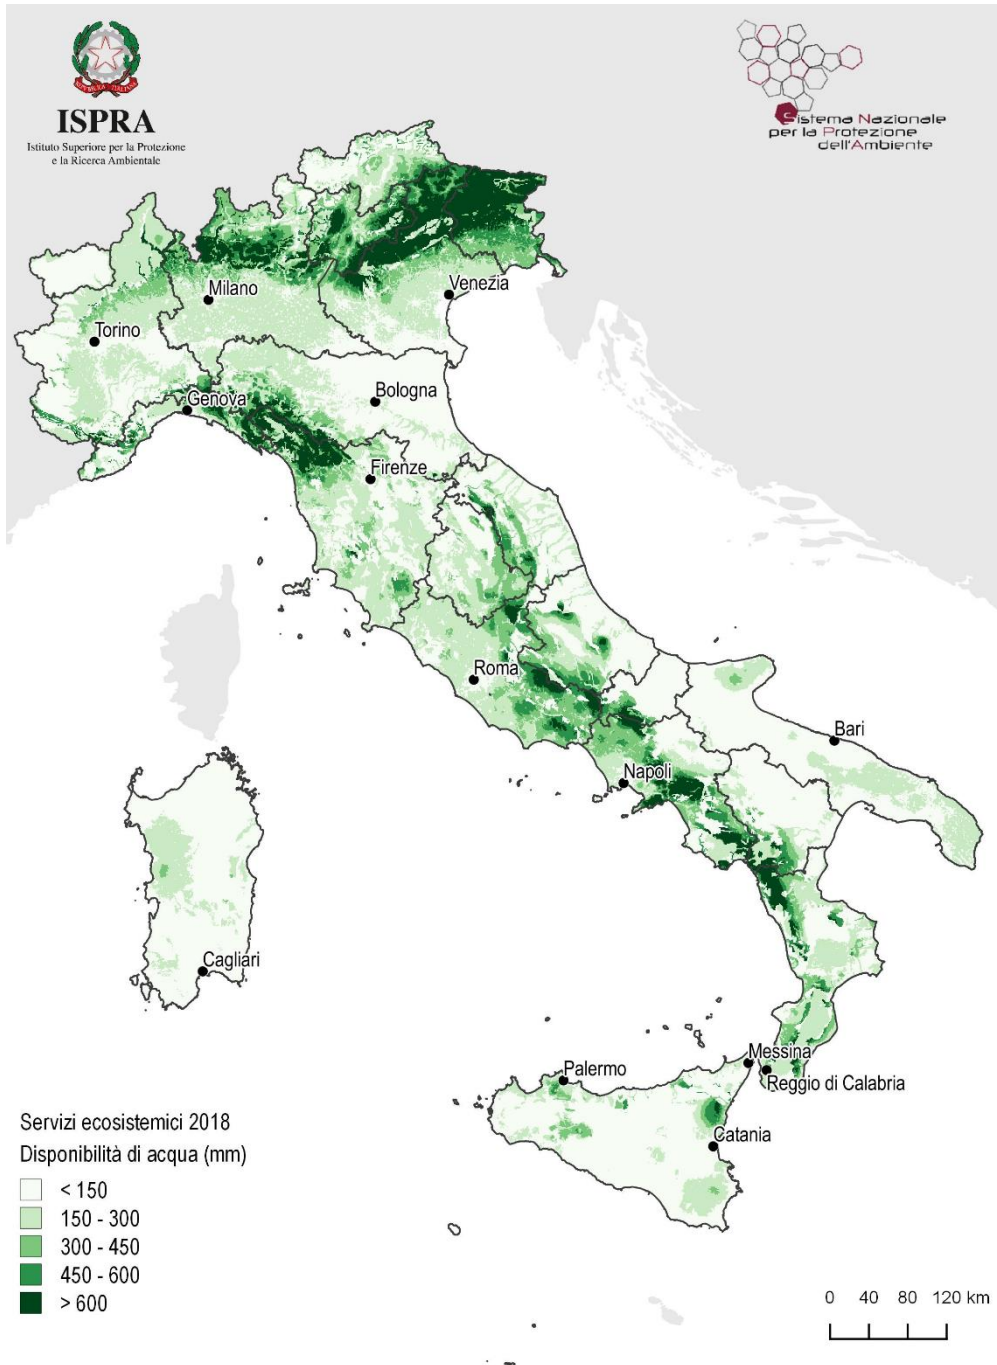 ISPRA
Istituto Superiore per la Protezione
e la Ricerca Ambientale
Sistema Nazionale
per la Protezione
dell'Ambiente
Milano
Venezia
Torino
Genova
Bologna
Firenze
Roma
Bari
Napoli
Cagliari
Messina
Palermo
Reggio di Calabria
Catania
Servizi ecosistemici 2018
Disponibilità di acqua (mm)
< 150
150 - 300
300 - 450
450 - 600
> 600
0 40 80 120 km